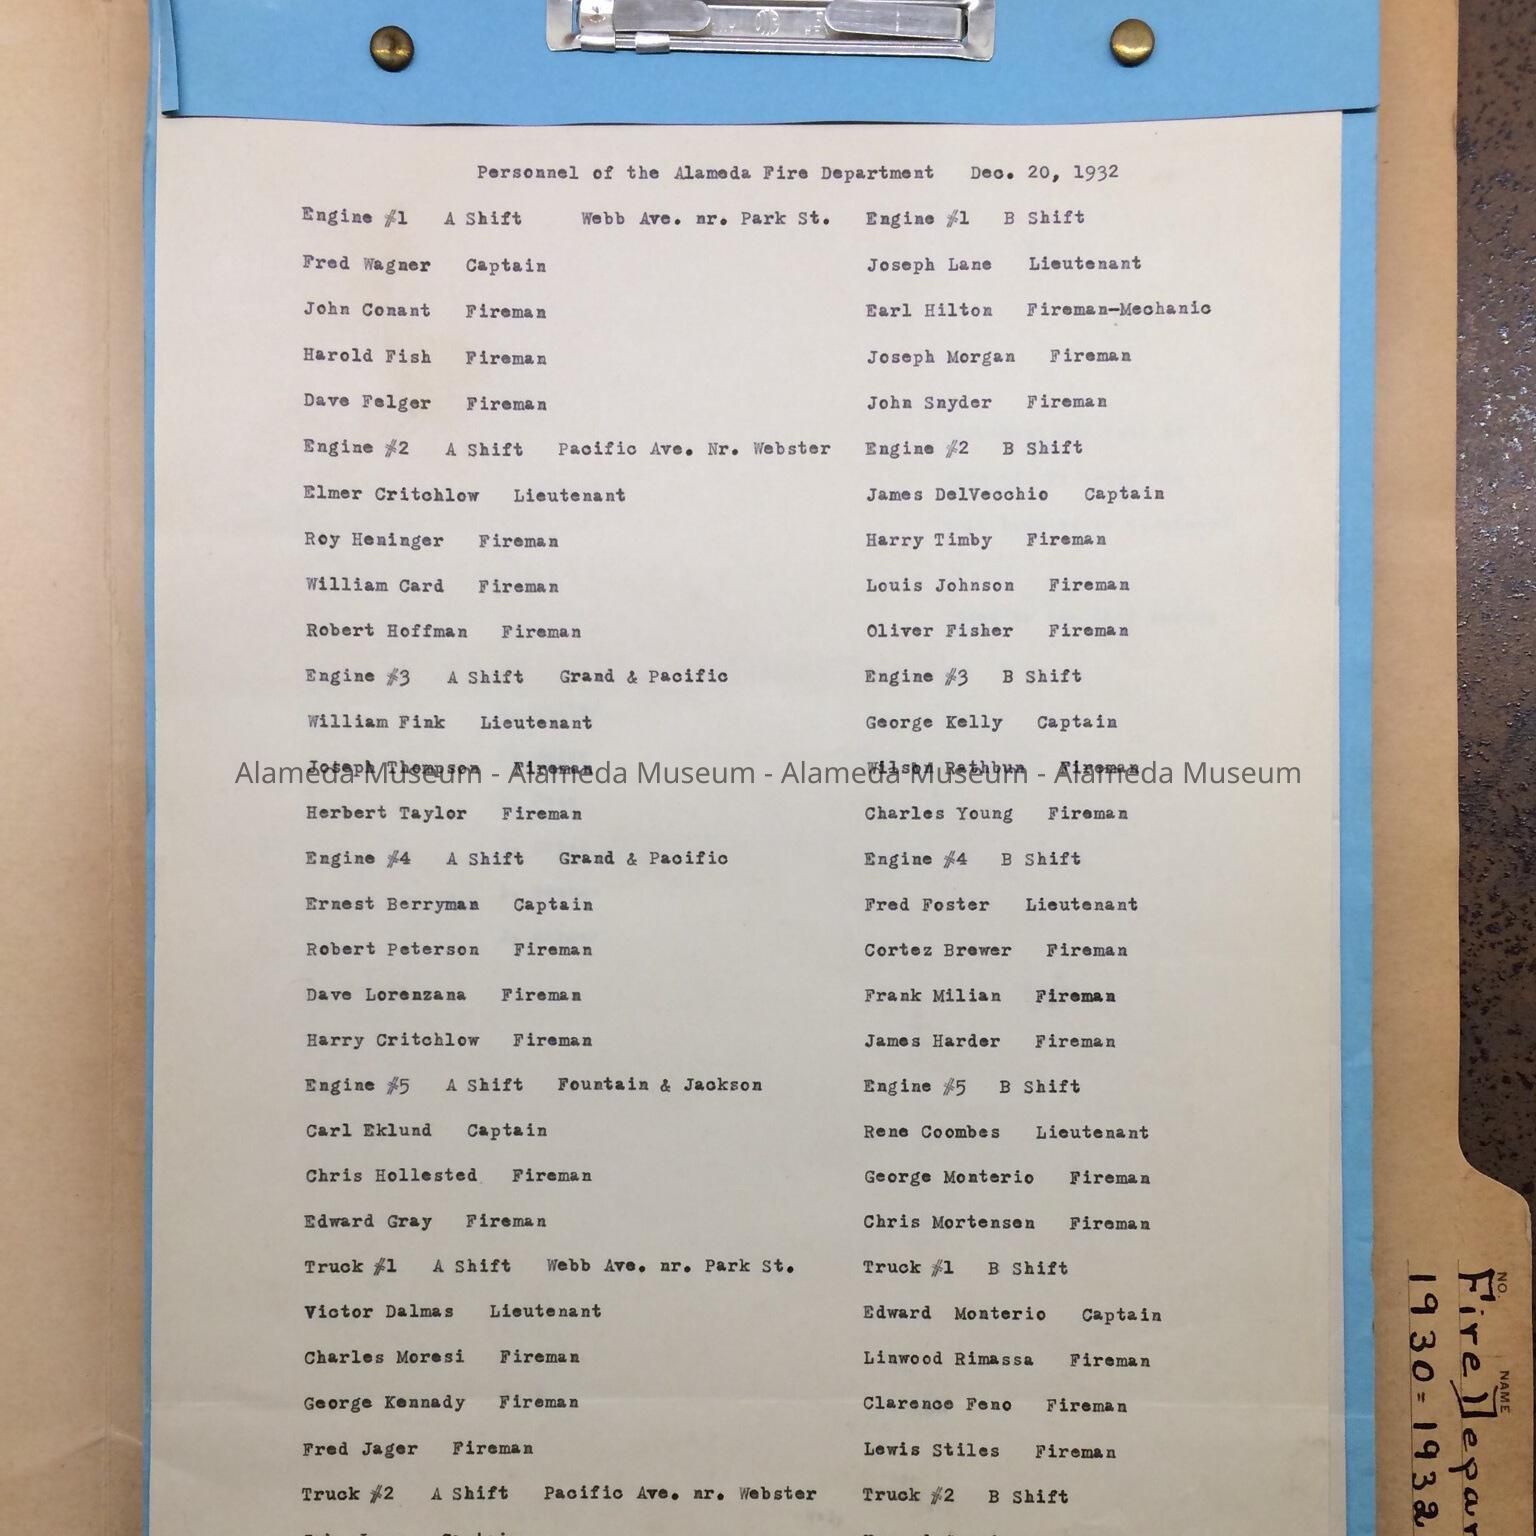 Personnel of the Alameda Fire Department Dec. 20, 1932
Engine #1 A Shift Webb Ave. nr. Park St. Engine #1 B Shift
Fred Wagner Captain Joseph Lane Lieutenant
John Conant Fireman Earl Hilton Fireman-Mechanic
Harold Fish Fireman Joseph Morgan Fireman
Dave Felger Fireman John Snyder Fireman
Engine #2 A Shift Pacific Ave. Nr. Webster Engine #2 B Shift
Elmer Critchlow Lieutenant James DelVecchio Captain
Roy Heninger Fireman Harry Timby Fireman
William Card Fireman Louis Johnson Fireman
Robert Hoffman Fireman Oliver Fisher Fireman
Engine #3 A Shift Grand & Pacific Engine #3 B Shift
William Fink Lieutenant George Kelly Captain
Joseph Thompson Fireman Wilson Rathbun Fireman
Alameda Museum - Alameda Museum - Alameda Museum - Alameda Museum
Herbert Taylor Fireman Charles Young Fireman
Engine #4 A Shift Grand & Pacific Engine #4 B Shift
Ernest Berryman Captain Fred Foster Lieutenant
Robert Peterson Fireman Cortez Brewer Fireman
Dave Lorenzana Fireman Frank Milian Fireman
Harry Critchlow Fireman James Harder Fireman
Engine #5 A Shift Fountain & Jackson Engine #5 B Shift
Carl Eklund Captain Rene Coombes Lieutenant
Chris Hollested Fireman George Monterio Fireman
Edward Gray Fireman Chris Mortensen Fireman
Truck #1 A Shift Webb Ave. nr. Park St. Truck #1 B Shift
Victor Dalmas Lieutenant Edward Monterio Captain
Charles Moresi Fireman Linwood Rimassa Fireman
George Kennady Fireman Clarence Feno Fireman
Fred Jager Fireman Lewis Stiles Fireman
Truck #2 A Shift Pacific Ave. nr. Webster Truck #2 B Shift
NO. NAME
Fire Depar
1930=1932